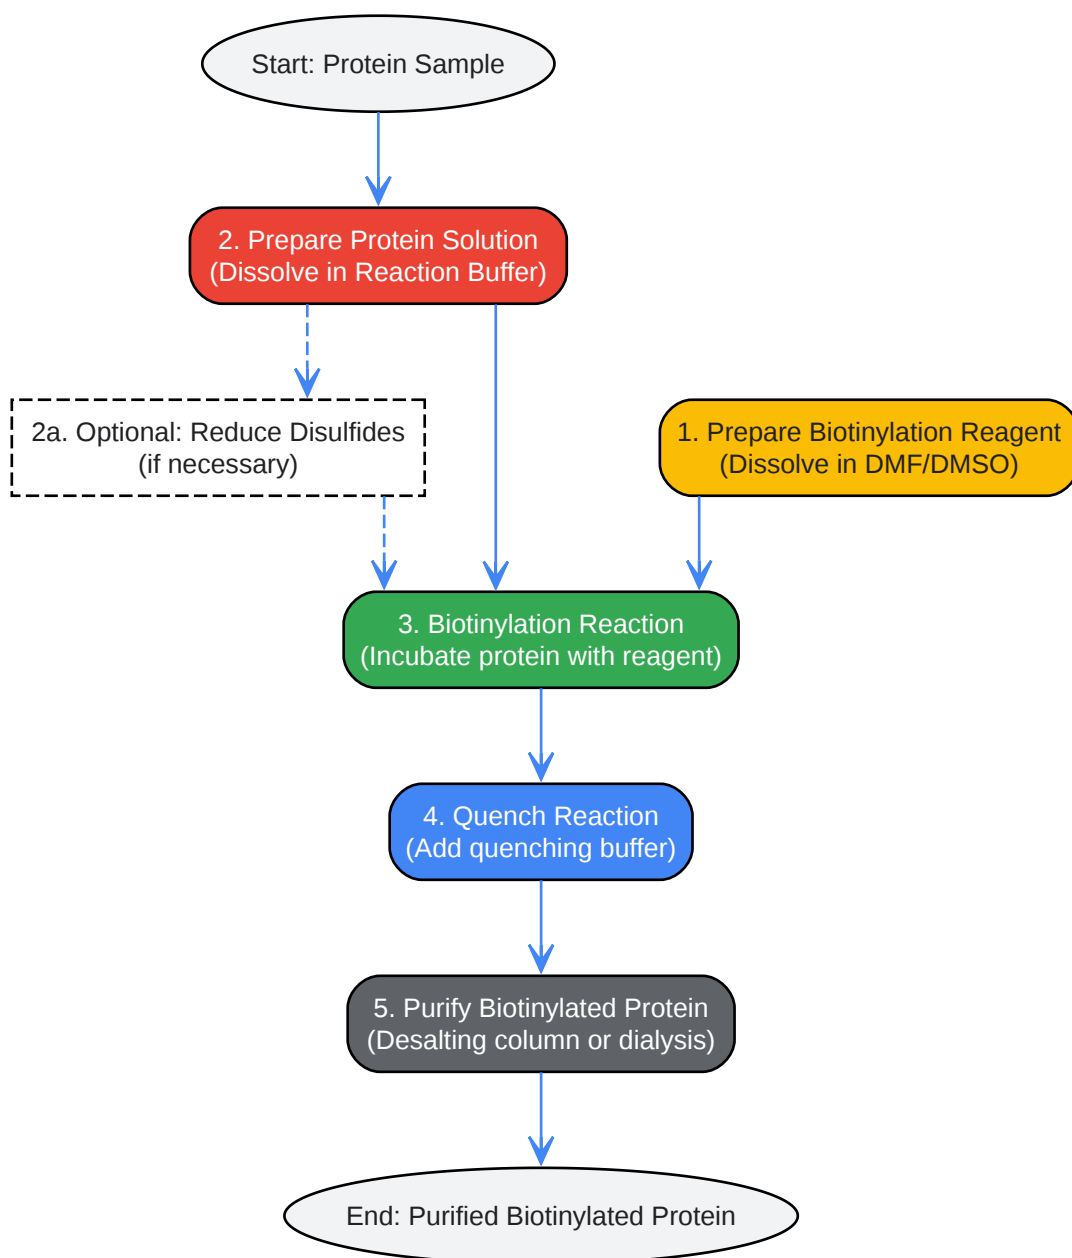 Start: Protein Sample
2. Prepare Protein Solution
(Dissolve in Reaction Buffer)
2a. Optional: Reduce Disulfides
(if necessary)
1. Prepare Biotinylation Reagent
(Dissolve in DMF/DMSO)
3. Biotinylation Reaction
(Incubate protein with reagent)
4. Quench Reaction
(Add quenching buffer)
5. Purify Biotinylated Protein
(Desalting column or dialysis)
End: Purified Biotinylated Protein